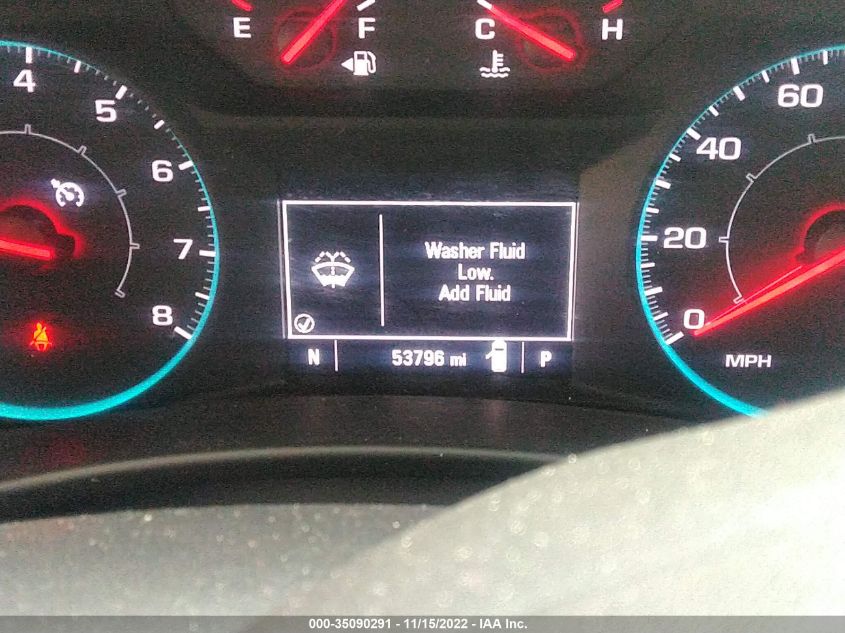 E F C H
4
5
6
7
8
60
40
20
0
MPH
Washer Fluid
Low.
Add Fluid
N 53796 mi P
000-35090291 - 11/15/2022 - IAA Inc.